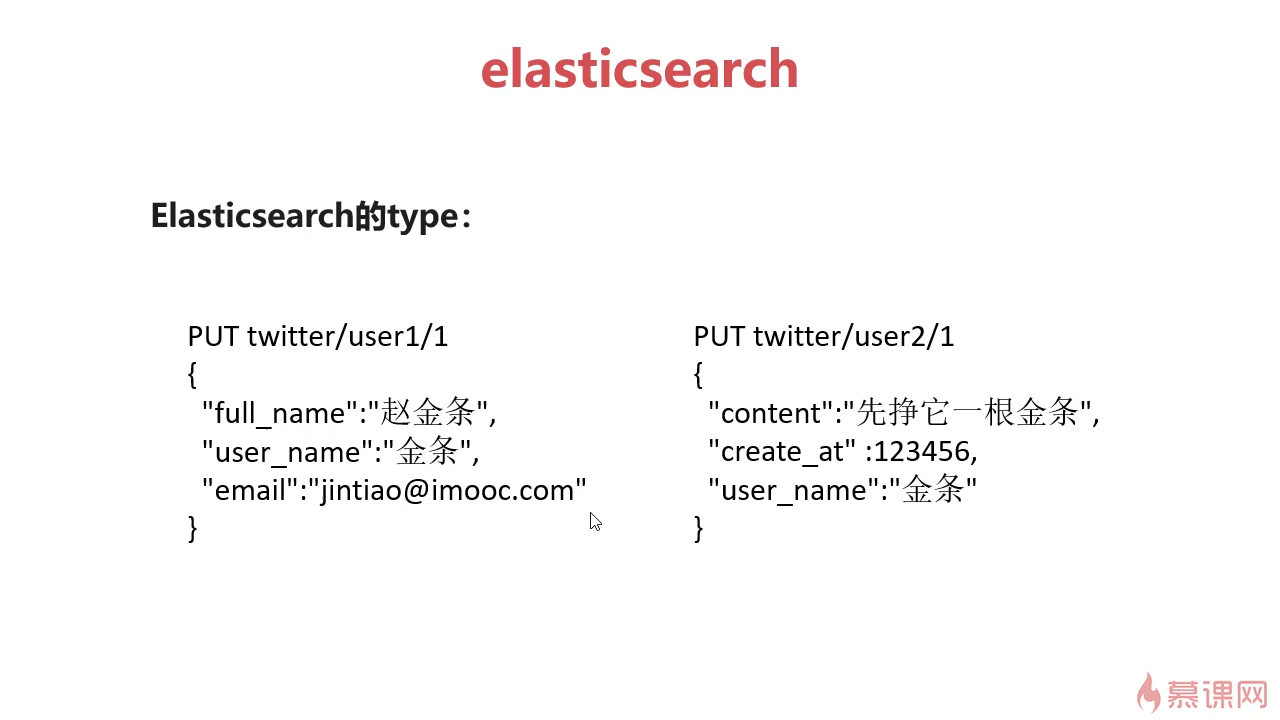 elasticsearch
Elasticsearch的type：
PUT twitter/user1/1
{
"full_name":"赵金条",
"user_name":"金条",
"email":"jintiao@imooc.com"
}
PUT twitter/user2/1
{
"content":"先挣它一根金条",
"create_at" :123456,
"user_name":"金条"
}
慕课网